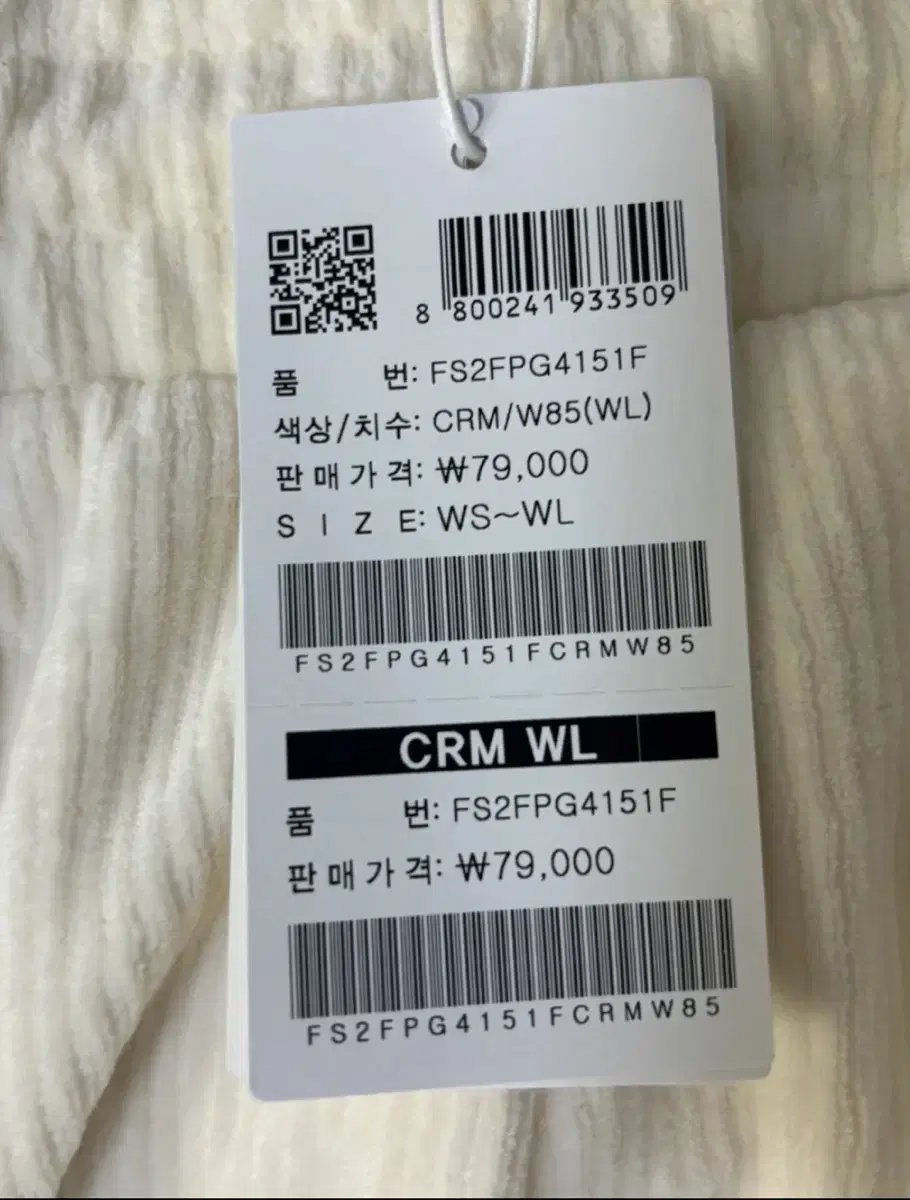 8 800241 933509
품 번: FS2FPG4151F
색상/치수: CRM/W85(WL)
판 매 가 격: ₩79,000
S I Z E: WS~WL
FS2FPG4151FCRMW85
CRM WL
품 번: FS2FPG4151F
판 매 가 격: ₩79,000
FS2FPG4151FCRMW85